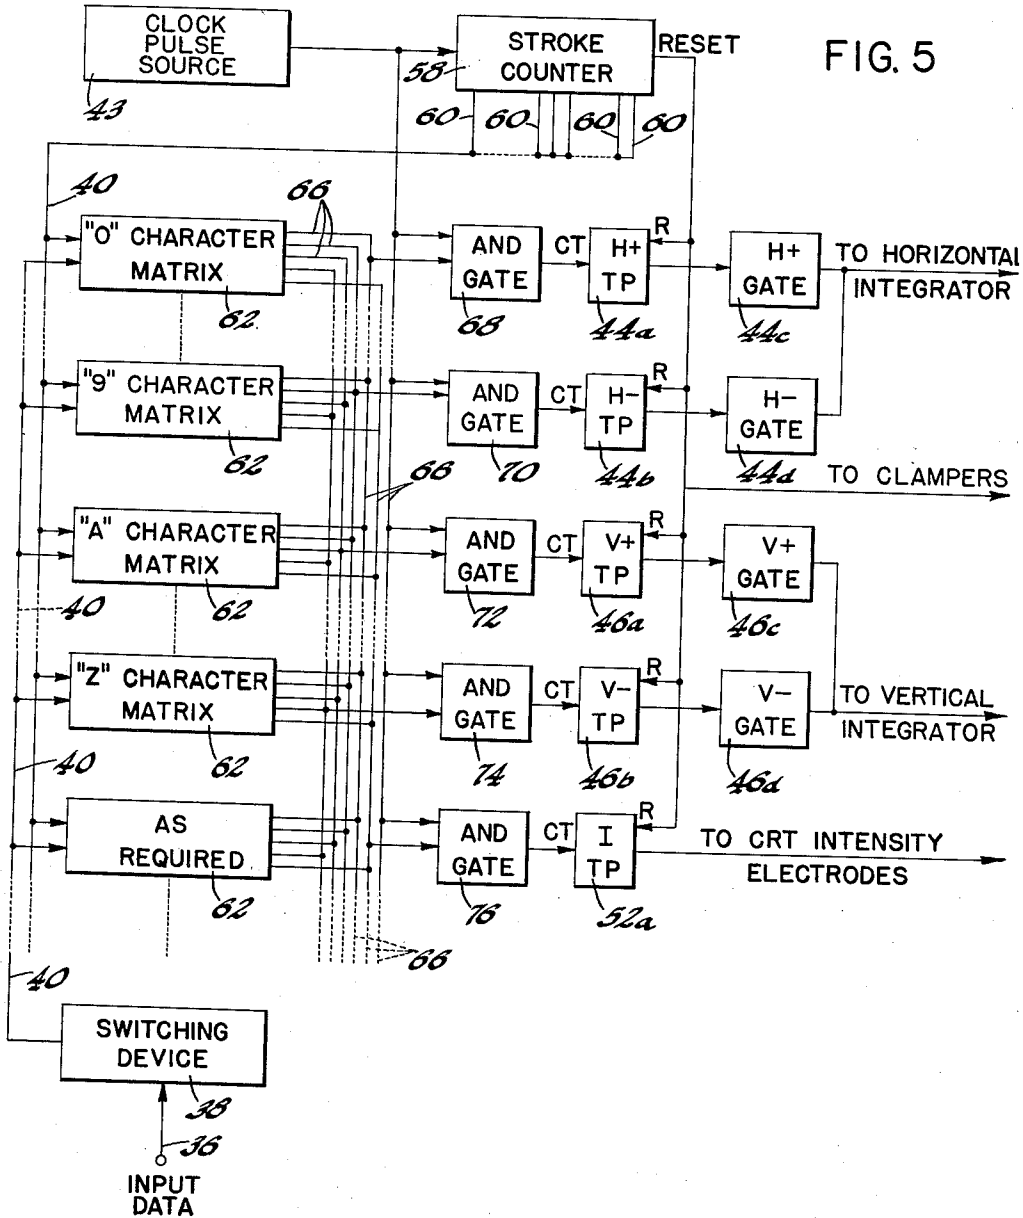 CLOCK
PULSE
SOURCE
43
STROKE
COUNTER
58
RESET
FIG. 5
60
60
60
60
40
66
"O" CHARACTER
MATRIX
62
AND
GATE
68
CT
H+
TP
44a
R
H+
GATE
44c
TO HORIZONTAL
INTEGRATOR
"9" CHARACTER
MATRIX
62
AND
GATE
70
CT
H-
TP
44b
R
H-
GATE
44d
66
TO CLAMPERS
"A" CHARACTER
MATRIX
62
40
AND
GATE
72
CT
V+
TP
46a
R
V+
GATE
46c
"Z" CHARACTER
MATRIX
62
40
AND
GATE
74
CT
V-
TP
46b
R
V-
GATE
46d
TO VERTICAL
INTEGRATOR
AS
REQUIRED
62
AND
GATE
76
CT
I
TP
52a
R
TO CRT INTENSITY
ELECTRODES
66
40
SWITCHING
DEVICE
38
36
INPUT
DATA